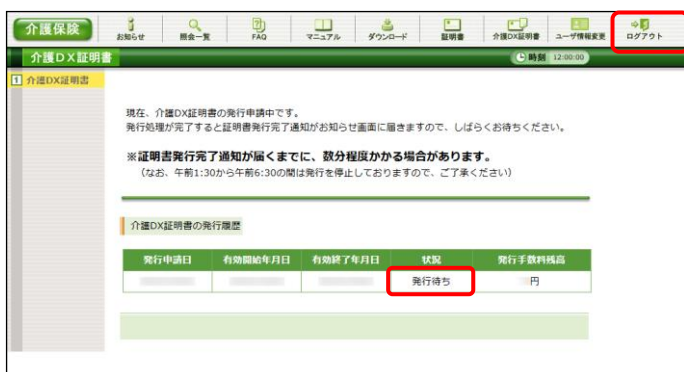 介護保険
お知らせ 照会一覧 FAQ マニュアル ダウンロード 証明書 介護DX証明書 ユーザ情報変更 ログアウト
介護DX証明書 時刻 12:00:00
1 介護DX証明書
現在、介護DX証明書の発行申請中です。
発行処理が完了すると証明書発行完了通知がお知らせ画面に届きますので、しばらくお待ちください。
※証明書発行完了通知が届くまでに、数分程度かかる場合があります。
（なお、午前1:30から午前6:30の間は発行を停止しておりますので、ご了承ください）
介護DX証明書の発行履歴
発行申請日 有効開始年月日 有効終了年月日 状況 発行手数料残高
発行待ち 円